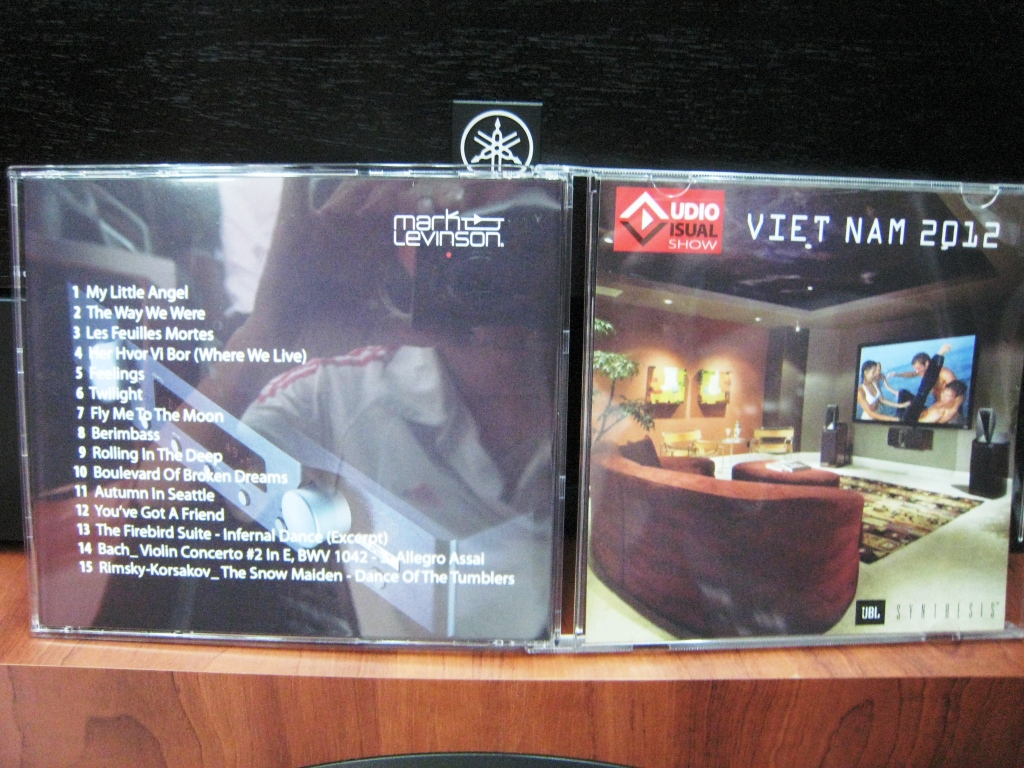 mark
Levinson.
1 My Little Angel
2 The Way We Were
3 Les Feuilles Mortes
4 Her Hvor Vi Bor (Where We Live)
5 Feelings
6 Twilight
7 Fly Me To The Moon
8 Berimbass
9 Rolling In The Deep
10 Boulevard Of Broken Dreams
11 Autumn In Seattle
12 You've Got A Friend
13 The Firebird Suite - Infernal Dance (Excerpt)
14 Bach_ Violin Concerto #2 In E, BWV 1042 - 3. Allegro Assai
15 Rimsky-Korsakov_ The Snow Maiden - Dance Of The Tumblers
AUDIO
VISUAL
SHOW
VIET NAM 2012
JBL SYNTHESIS™